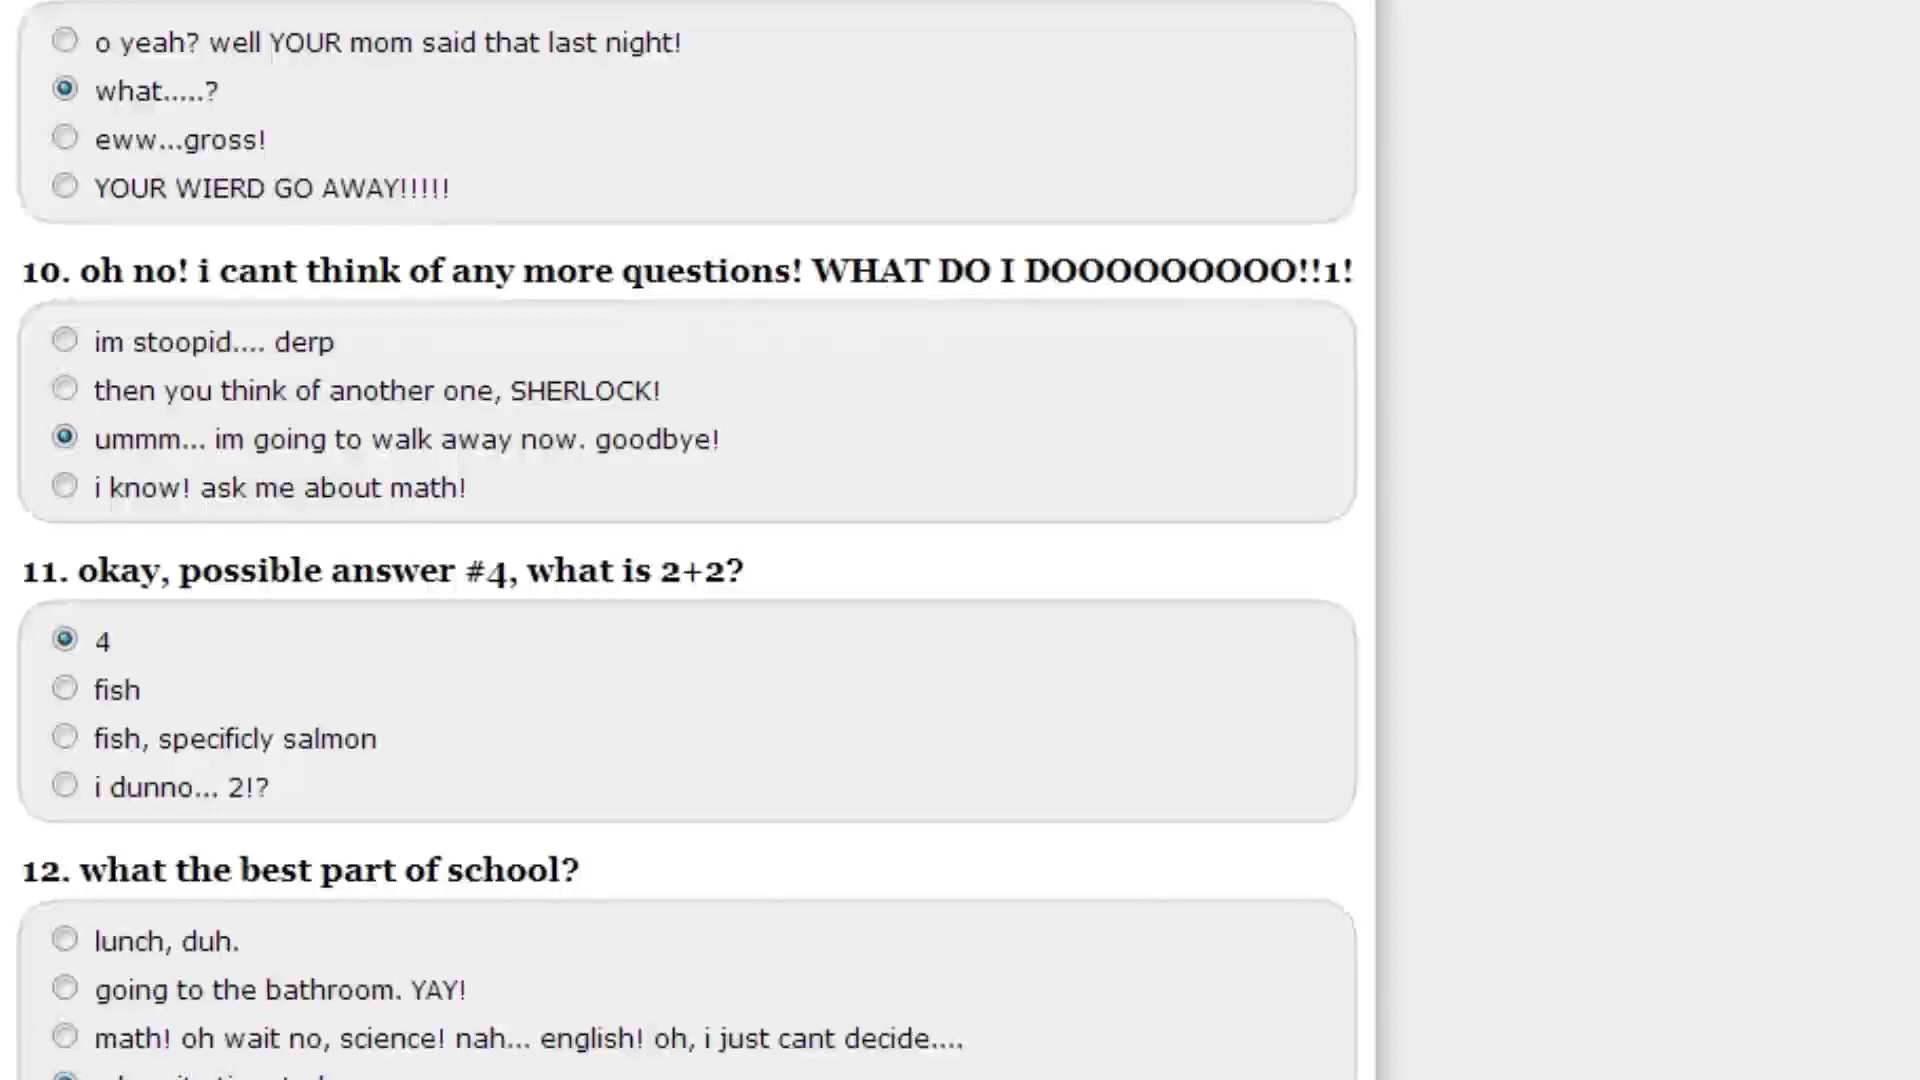 o yeah? well YOUR mom said that last night!
what.....?
eww...gross!
YOUR WIERD GO AWAY!!!!!
10. oh no! i cant think of any more questions! WHAT DO I DOOOOOOOOO!!1!
im stoopid.... derp
then you think of another one, SHERLOCK!
ummm... im going to walk away now. goodbye!
i know! ask me about math!
11. okay, possible answer #4, what is 2+2?
4
fish
fish, specificly salmon
i dunno... 2!?
12. what the best part of school?
lunch, duh.
going to the bathroom. YAY!
math! oh wait no, science! nah... english! oh, i just cant decide....